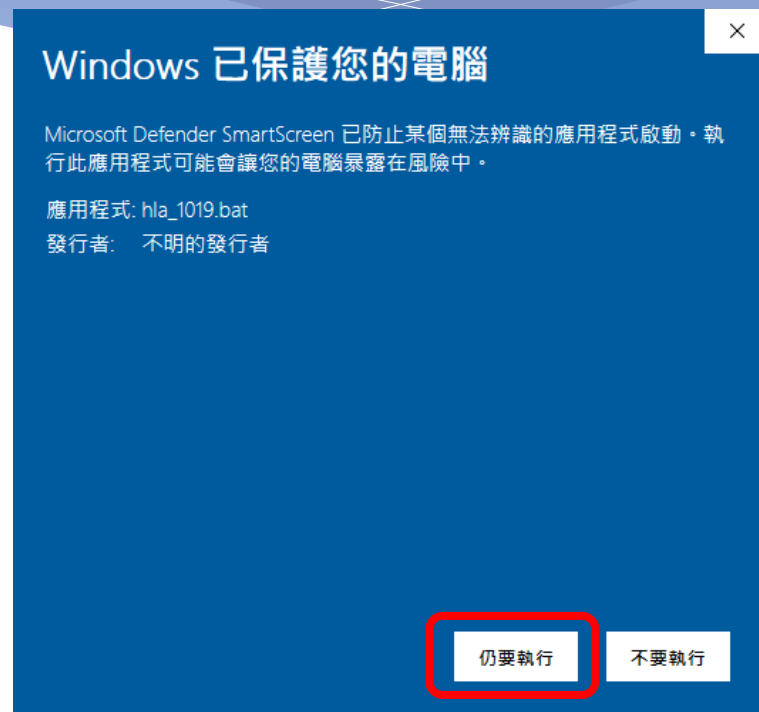 Windows 已保護您的電腦
Microsoft Defender SmartScreen 已防止某個無法辨識的應用程式啟動。執
行此應用程式可能會讓您的電腦暴露在風險中。
應用程式: hla_1019.bat
發行者: 不明的發行者
仍要執行 不要執行